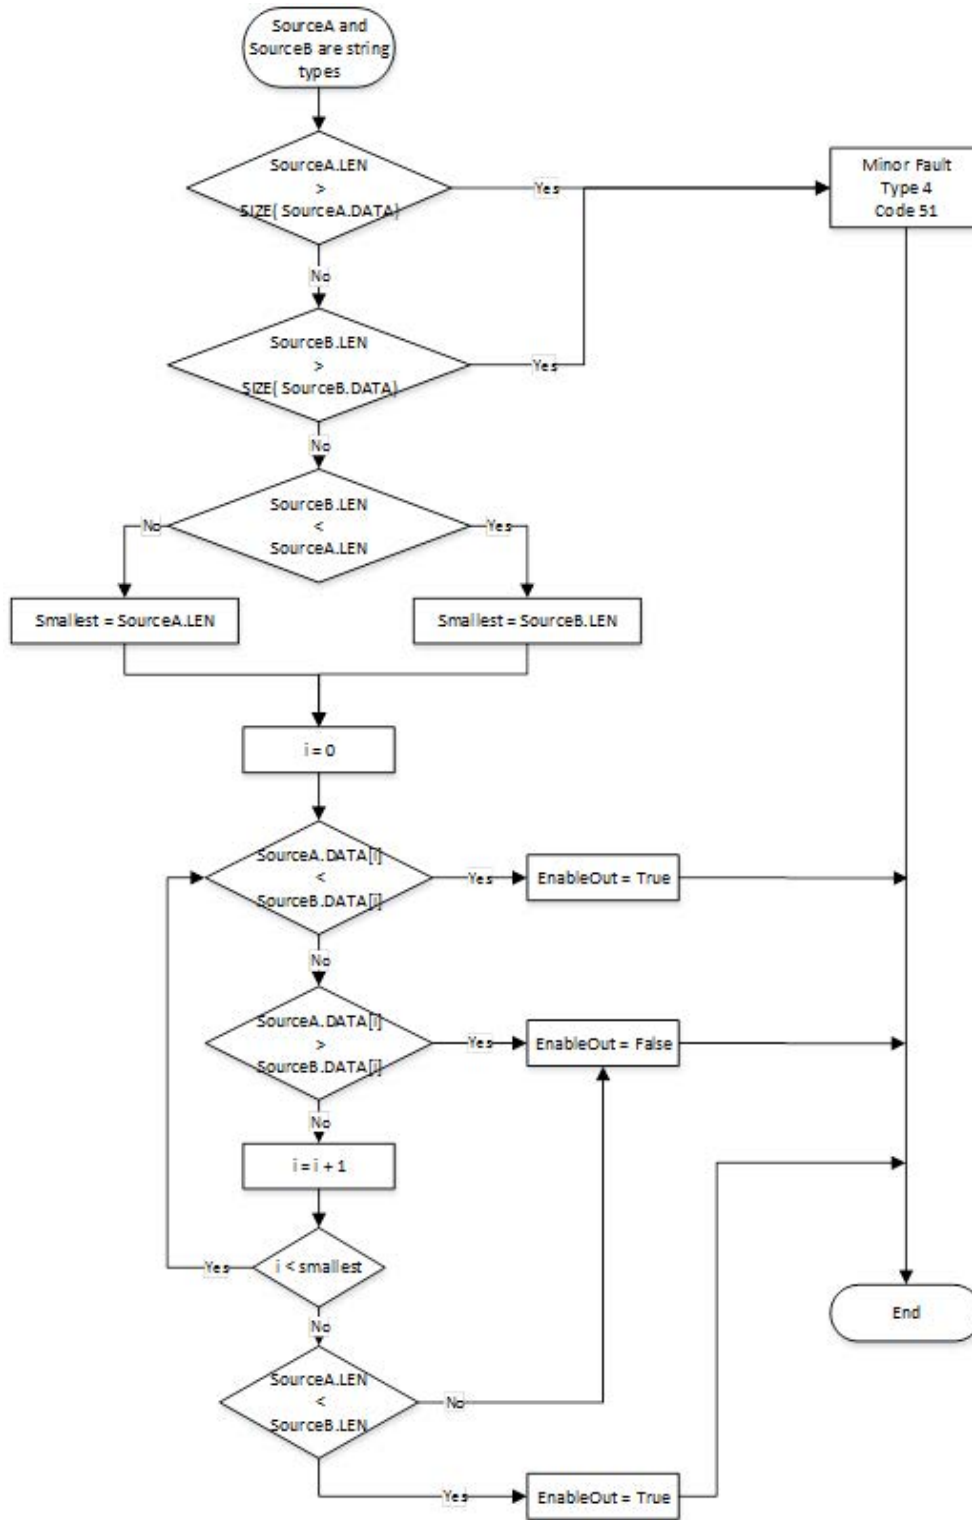 SourceA and
SourceB are string
types
SourceA.LEN
>
SIZE( SourceA.DATA)
Yes
Minor Fault
Type 4
Code 51
No
SourceB.LEN
>
SIZE( SourceB.DATA)
Yes
No
SourceB.LEN
<
SourceA.LEN
No
Yes
Smallest = SourceA.LEN
Smallest = SourceB.LEN
i = 0
SourceA.DATA[i]
<
SourceB.DATA[i]
Yes
EnableOut = True
No
SourceA.DATA[i]
>
SourceB.DATA[i]
Yes
EnableOut = False
No
i = i + 1
i < smallest
Yes
No
End
SourceA.LEN
<
SourceB.LEN
No
Yes
EnableOut = True